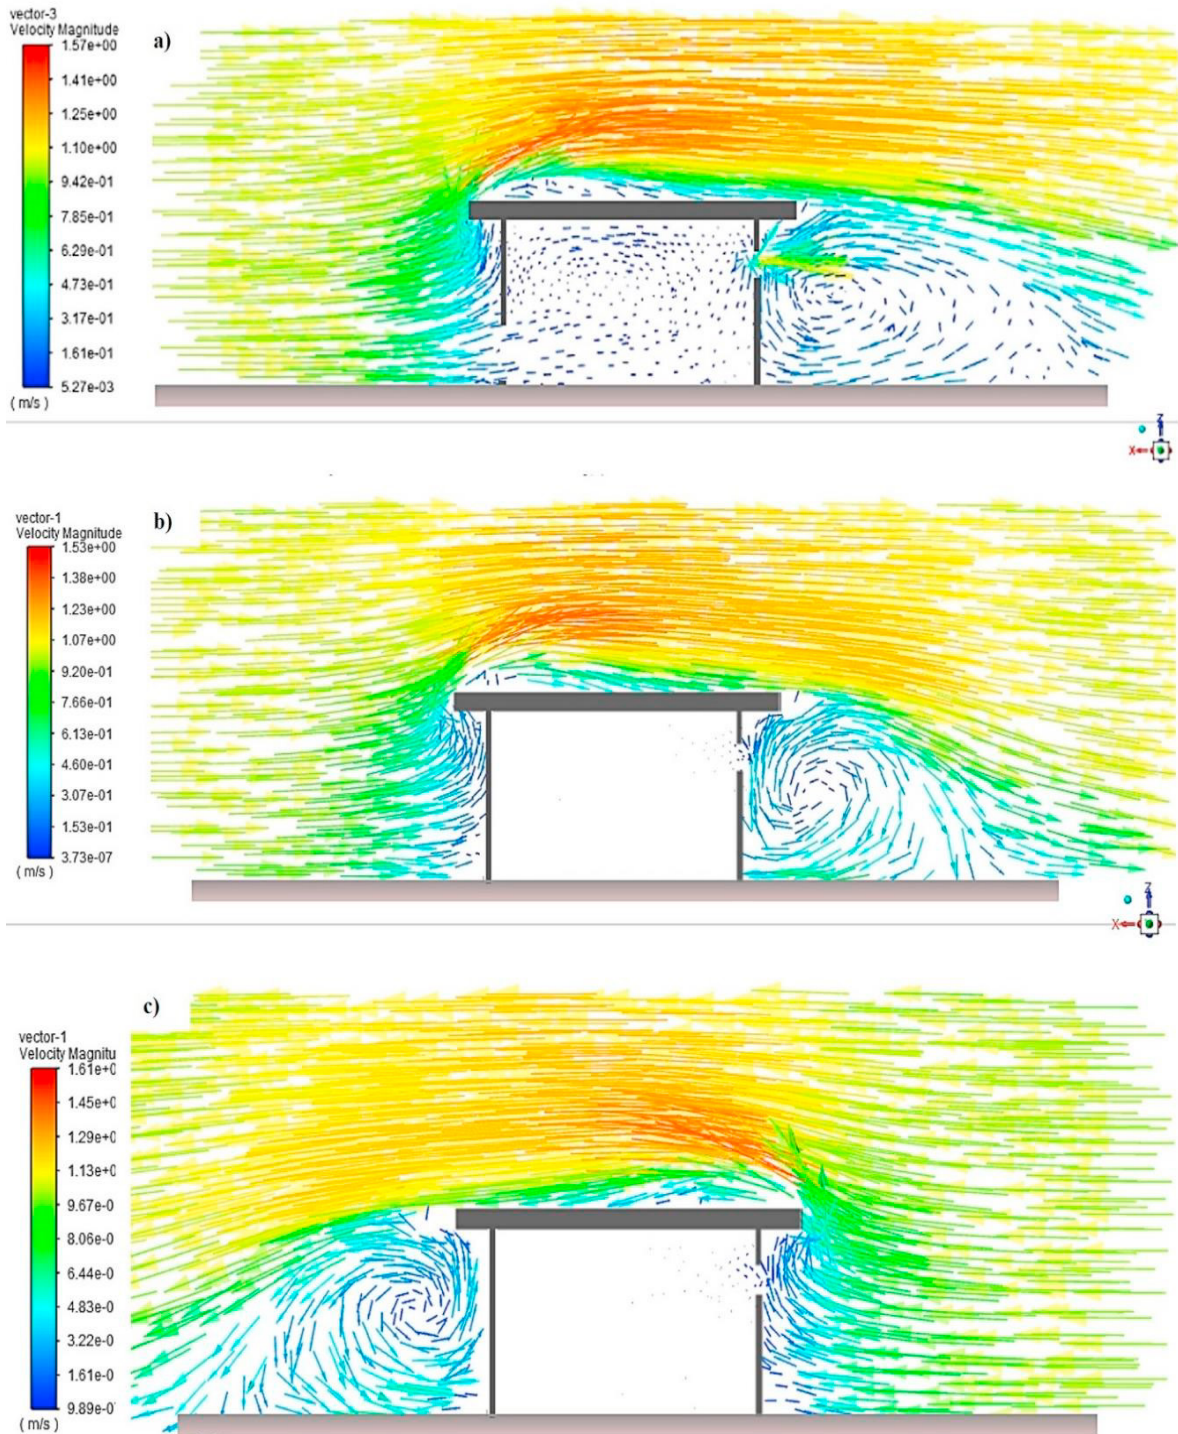 vector-3
Velocity Magnitude
a)
1.57e+00
1.41e+00
1.25e+00
1.10e+00
9.42e-01
7.85e-01
6.29e-01
4.73e-01
3.17e-01
1.61e-01
5.27e-03
( m/s )
Z
X
vector-1
Velocity Magnitude
b)
1.53e+00
1.38e+00
1.23e+00
1.07e+00
9.20e-01
7.66e-01
6.13e-01
4.60e-01
3.07e-01
1.53e-01
3.73e-07
( m/s )
Z
X
c)
vector-1
Velocity Magnitu
1.61e+0
1.45e+0
1.29e+0
1.13e+0
9.67e-0
8.06e-0
6.44e-0
4.83e-0
3.22e-0
1.61e-0
9.89e-0
( m/s )